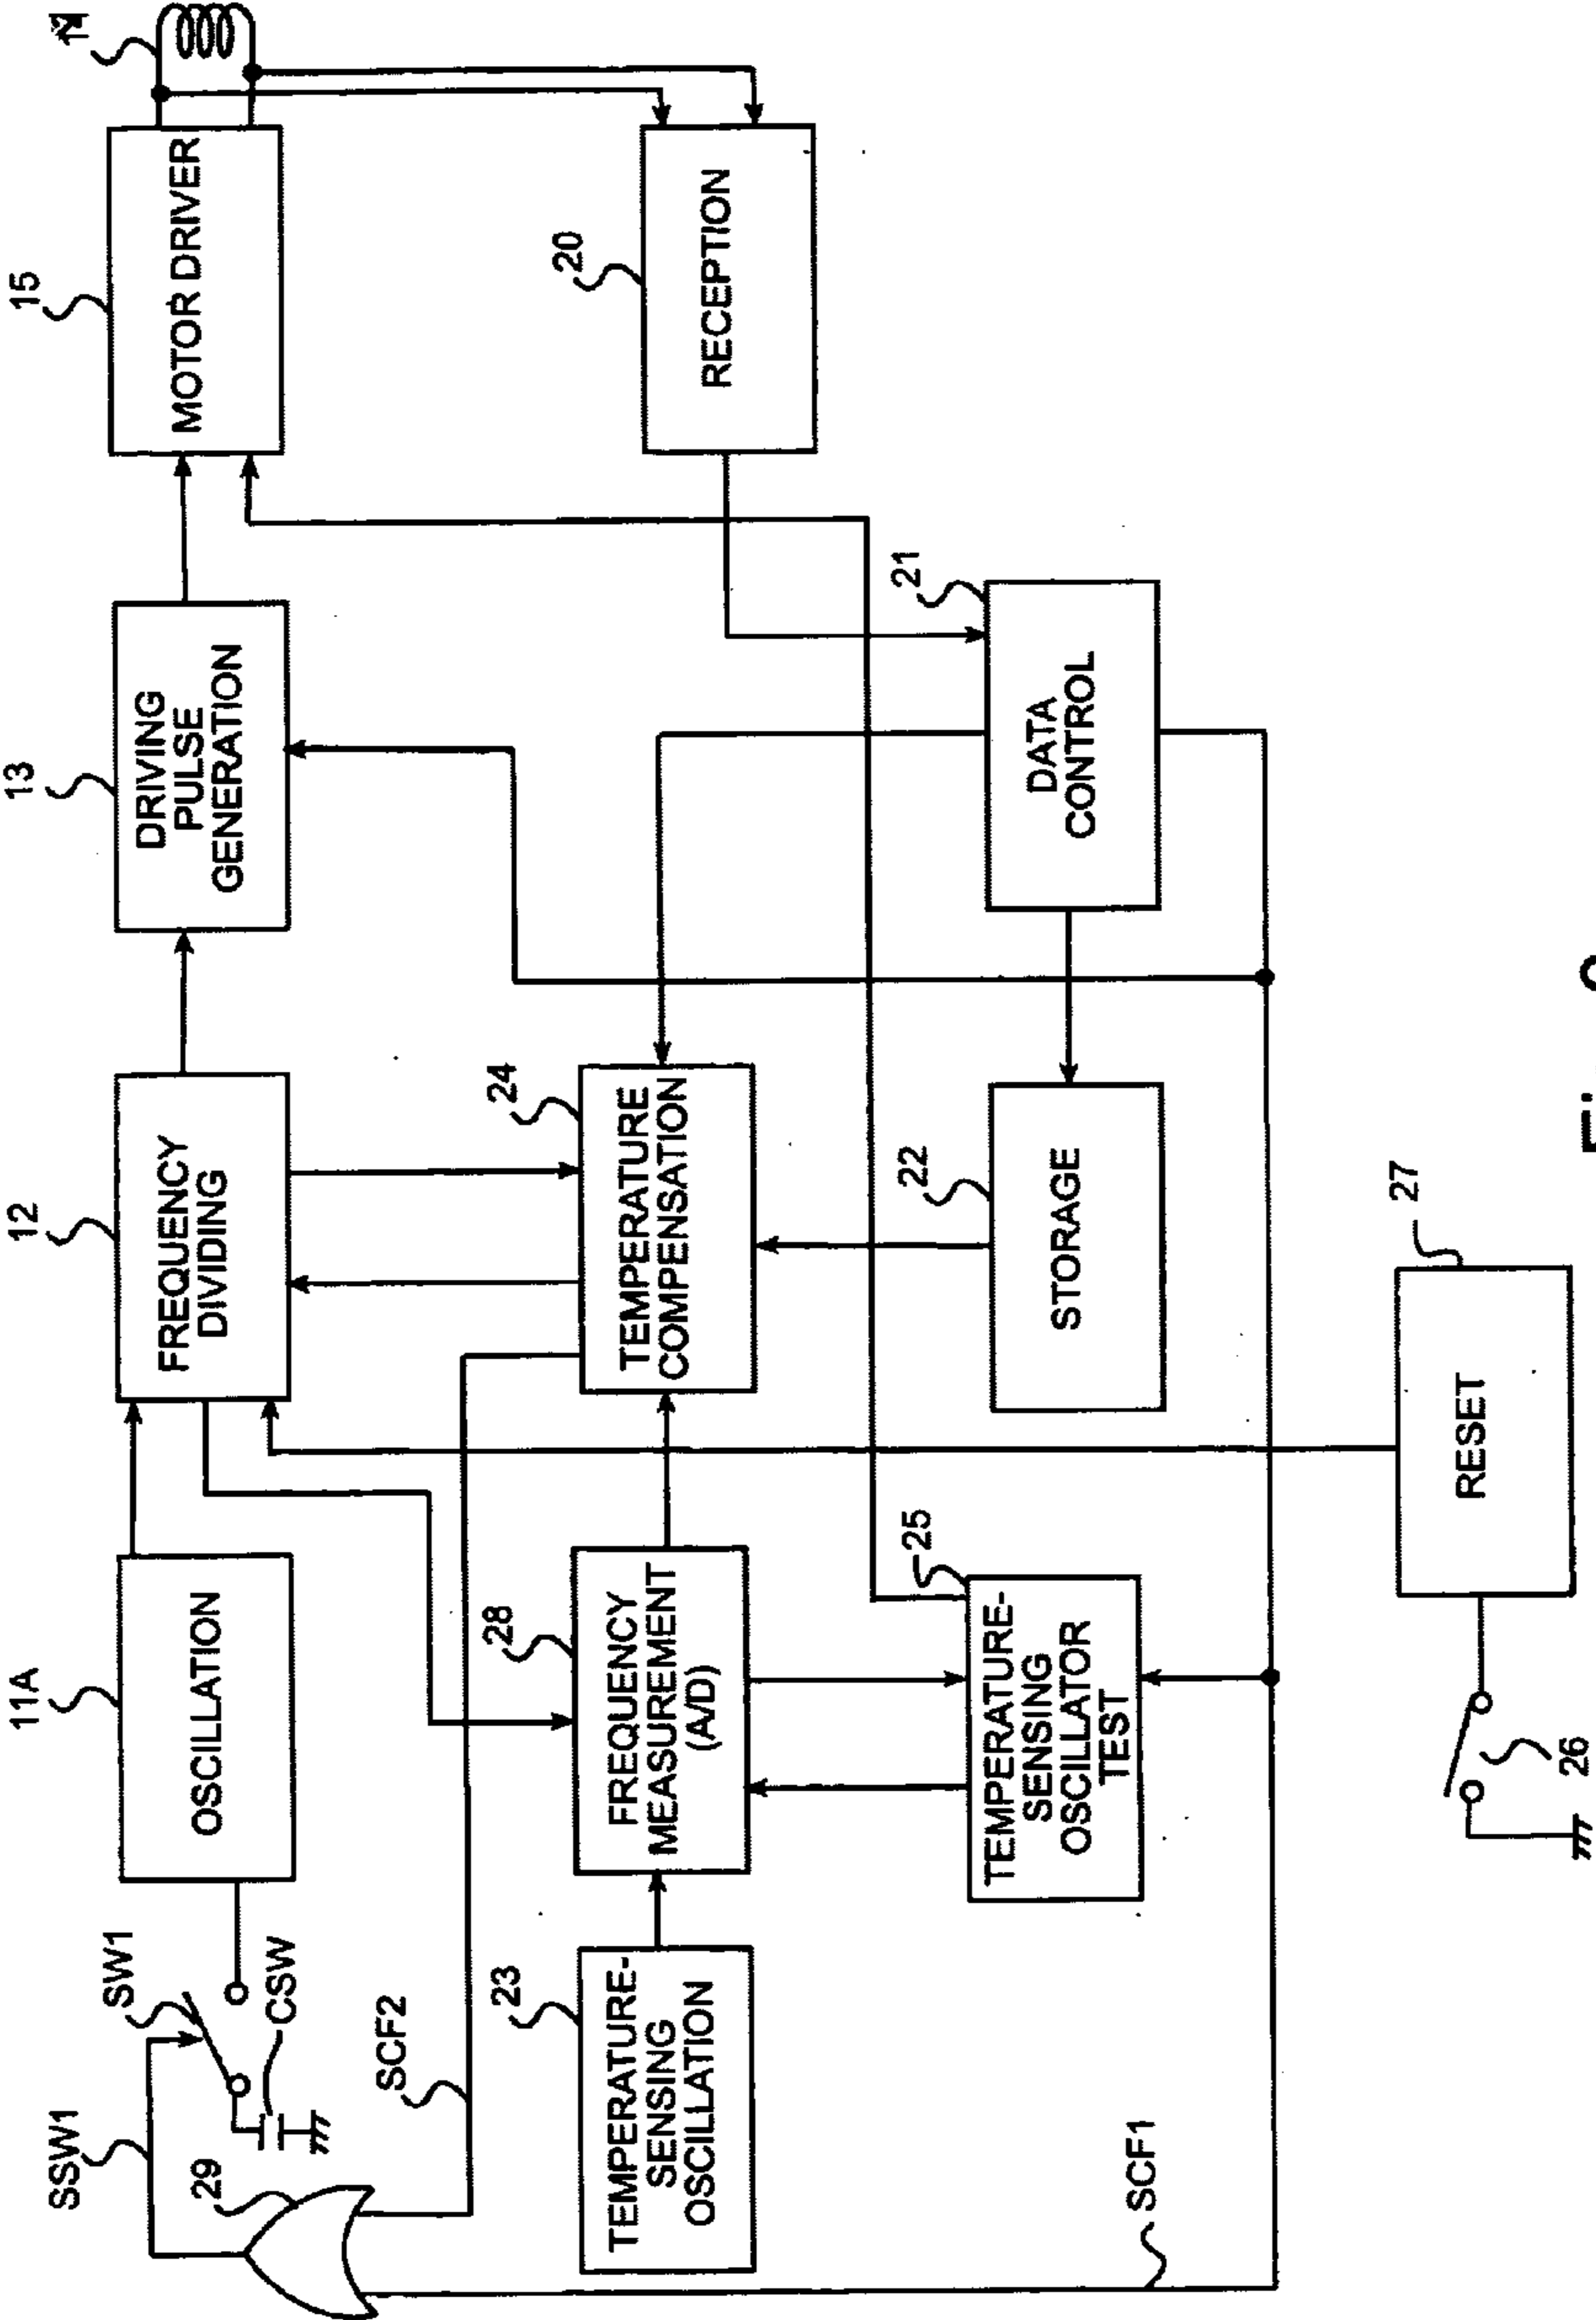 11A
12
13
15
OSCILLATION
FREQUENCY
DIVIDING
DRIVING
PULSE
GENERATION
MOTOR DRIVER
SSW1
SW1
CSW
29
SCF2
23
28
24
20
TEMPERATURE-
SENSING
OSCILLATION
FREQUENCY
MEASUREMENT
(A/D)
TEMPERATURE
COMPENSATION
RECEPTION
25
22
21
TEMPERATURE-
SENSING
OSCILLATOR
TEST
STORAGE
DATA
CONTROL
SCF1
27
RESET
26